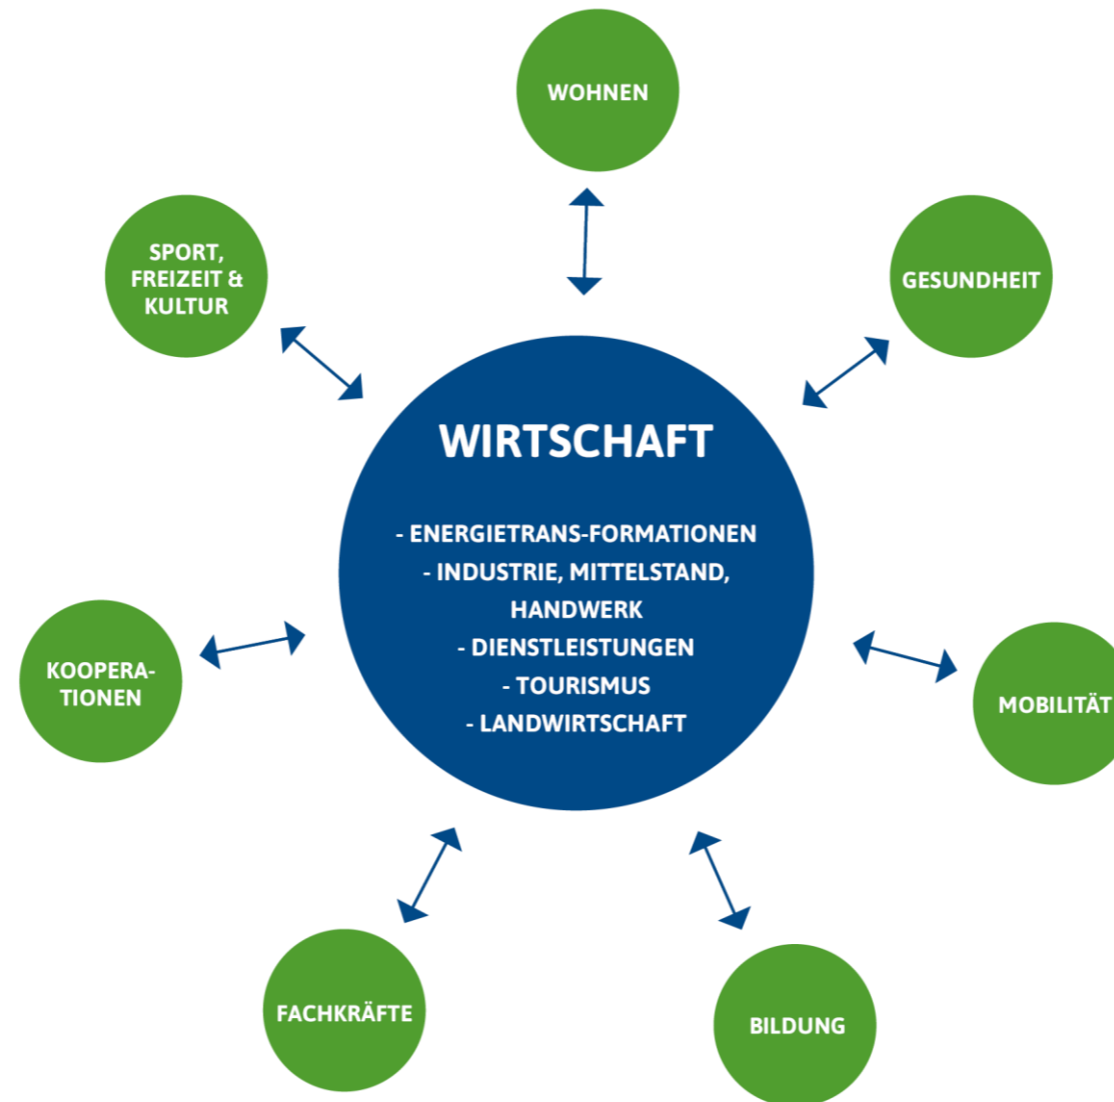 WOHNEN
SPORT,
FREIZEIT &
KULTUR
GESUNDHEIT
WIRTSCHAFT
- ENERGIETRANS-FORMATIONEN
- INDUSTRIE, MITTELSTAND,
HANDWERK
- DIENSTLEISTUNGEN
- TOURISMUS
- LANDWIRTSCHAFT
KOOPERA-
TIONEN
MOBILITÄT
FACHKRÄFTE
BILDUNG